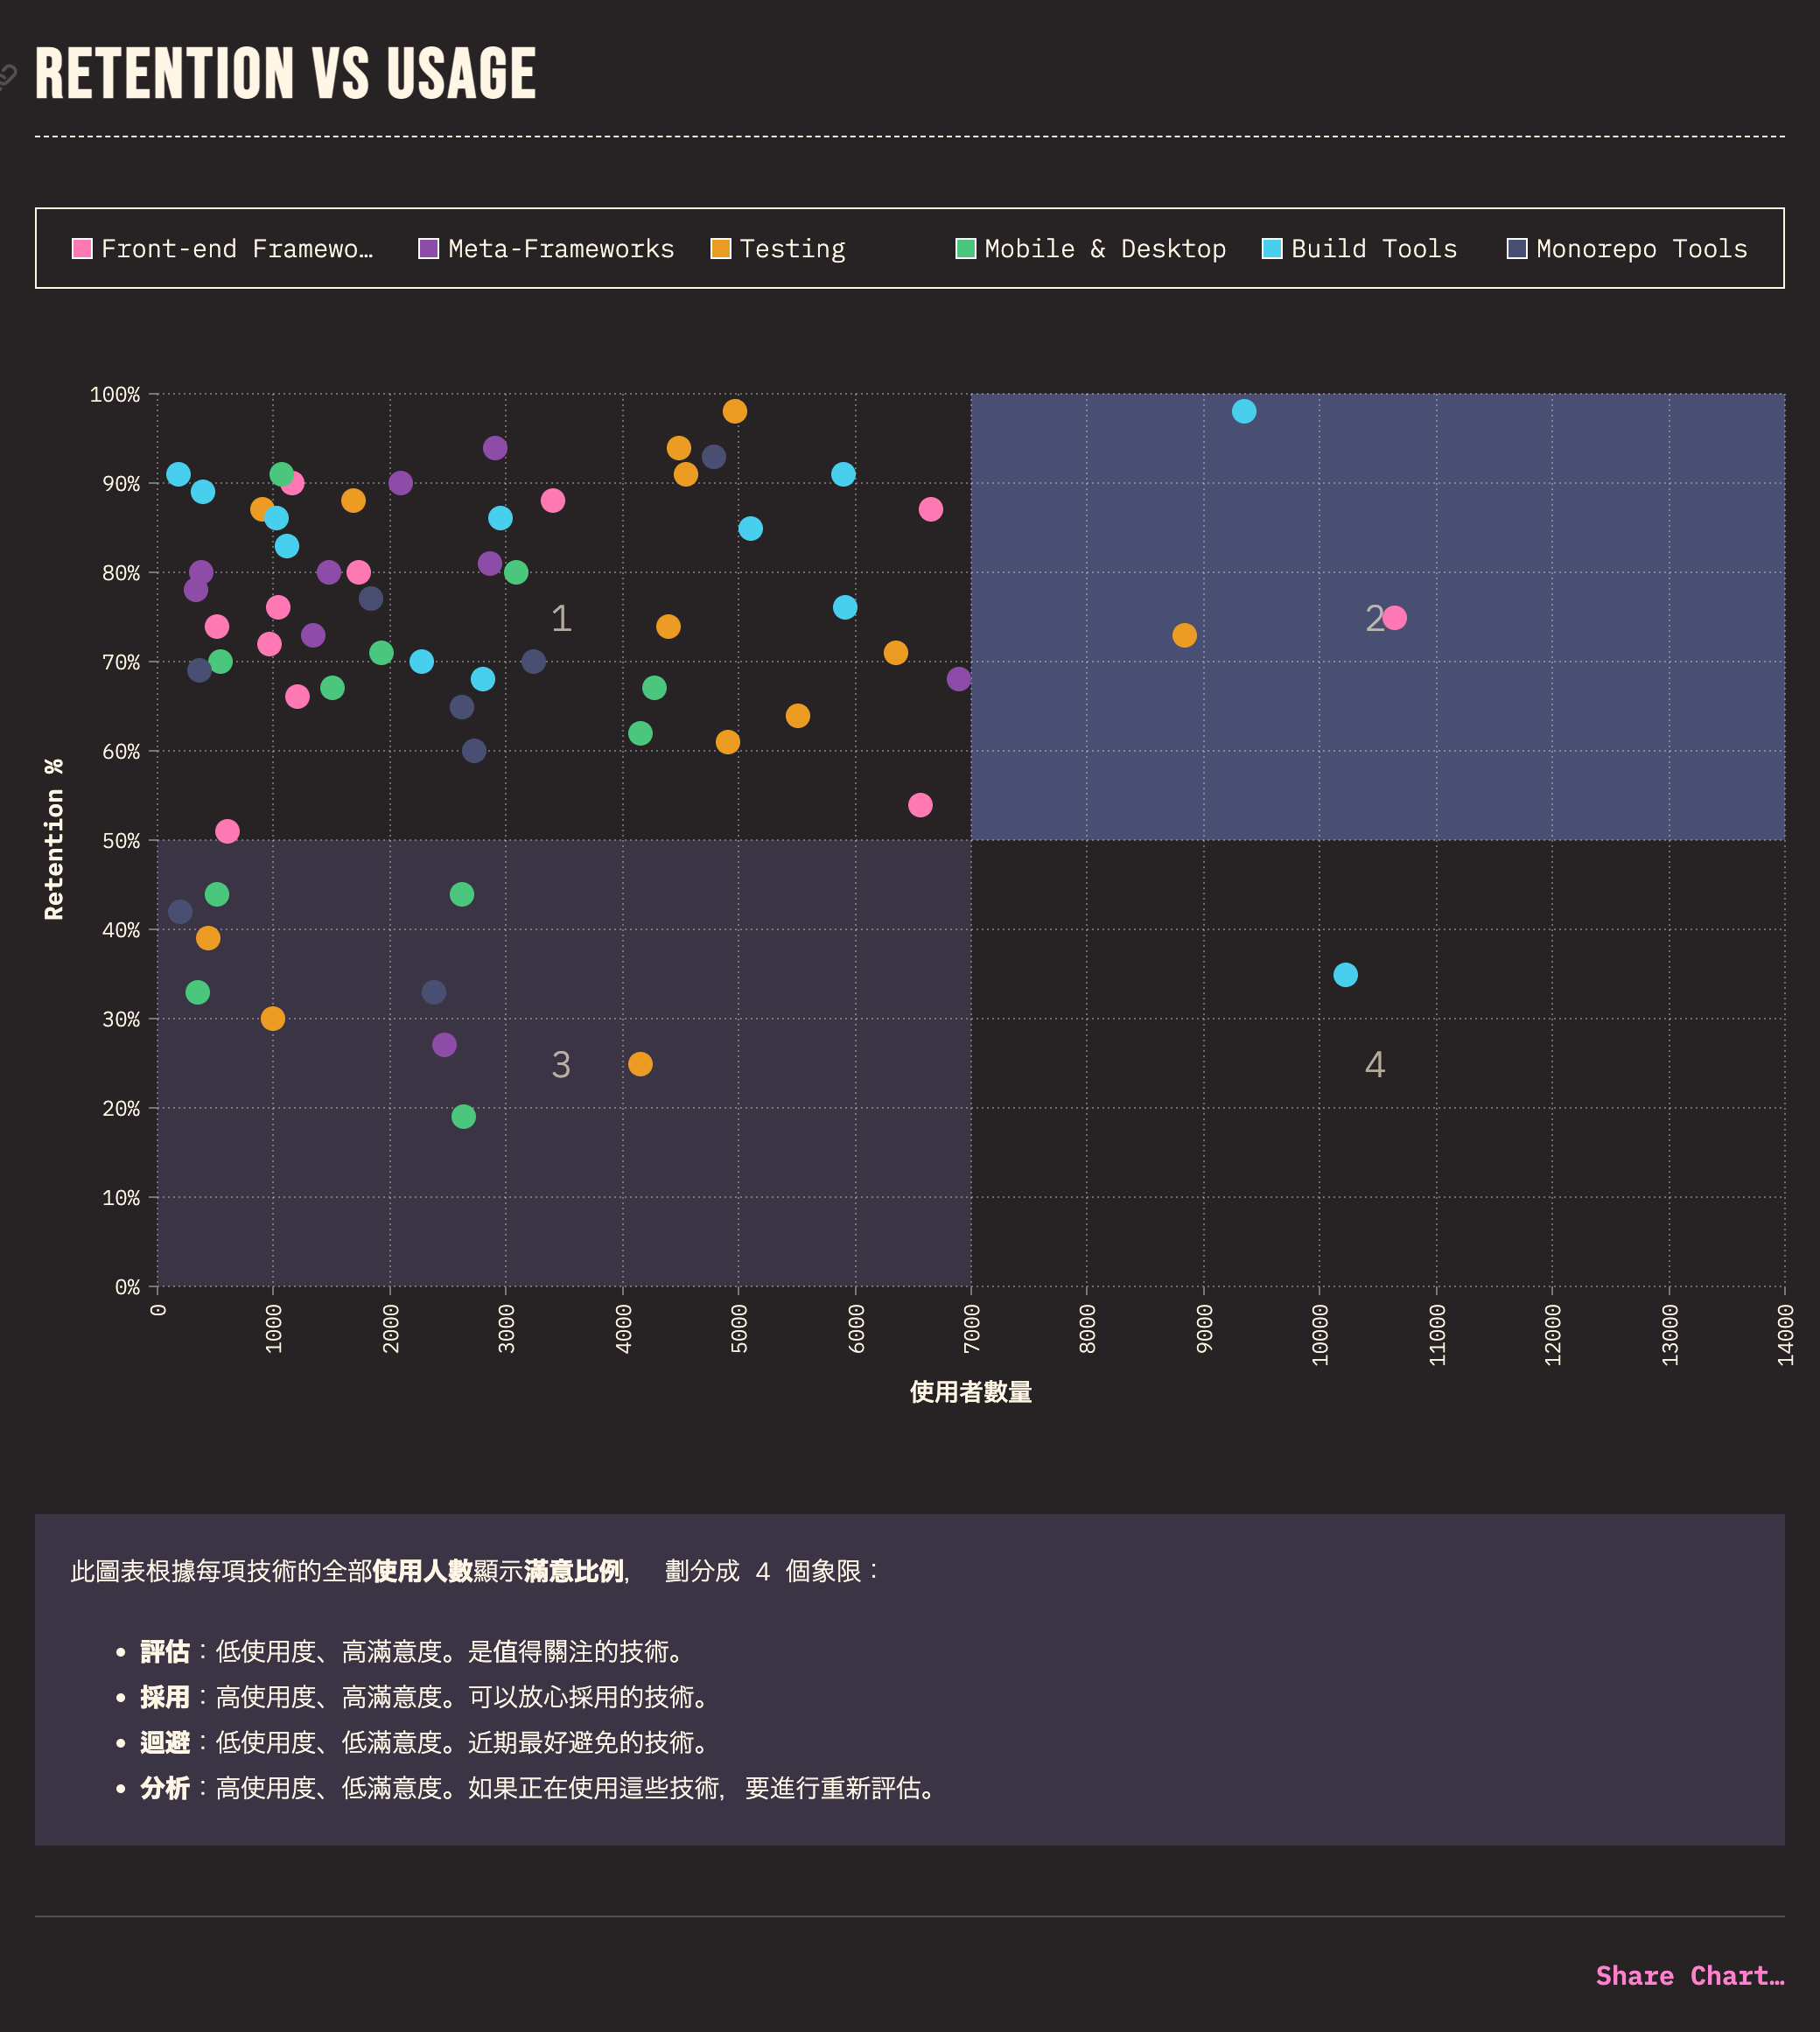 RETENTION VS USAGE
Front-end Framewo…
Meta-Frameworks
Testing
Mobile & Desktop
Build Tools
Monorepo Tools
100%
90%
80%
70%
60%
50%
40%
30%
20%
10%
0%
Retention %
1
2
3
4
0
1000
2000
3000
4000
5000
6000
7000
8000
9000
10000
11000
12000
13000
14000
使用者數量
此圖表根據每項技術的全部使用人數顯示滿意比例, 劃分成 4 個象限：
• 評估：低使用度、高滿意度。是值得關注的技術。
• 採用：高使用度、高滿意度。可以放心採用的技術。
• 迴避：低使用度、低滿意度。近期最好避免的技術。
• 分析：高使用度、低滿意度。如果正在使用這些技術, 要進行重新評估。
Share Chart…